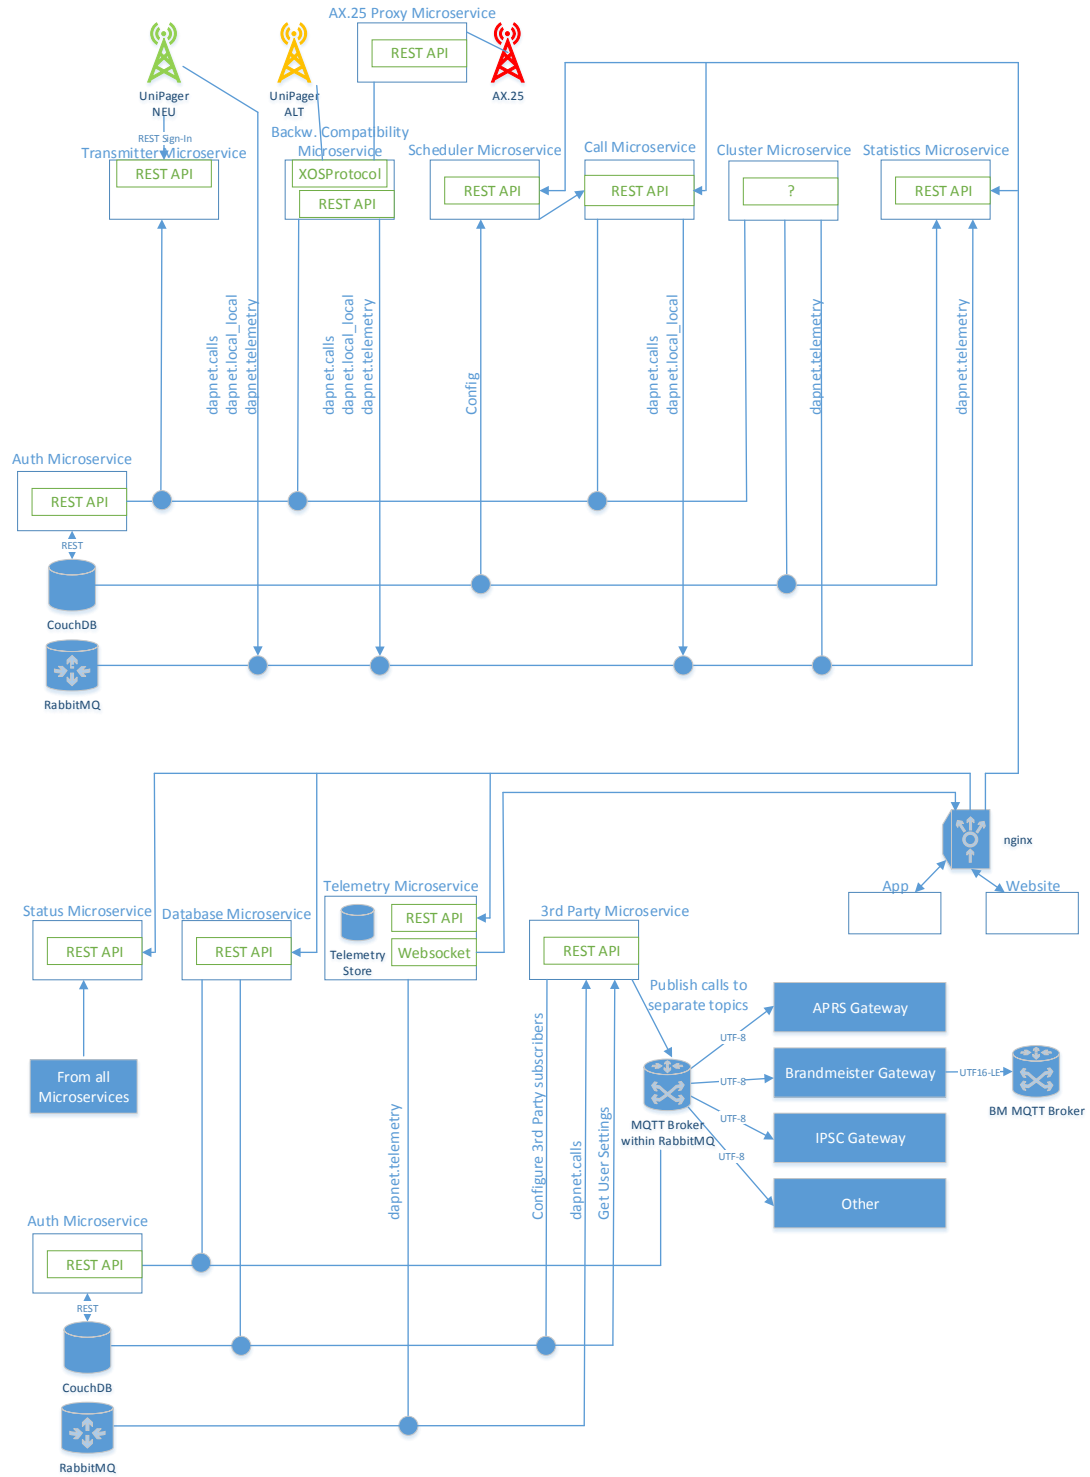 AX.25 Proxy Microservice
REST API
UniPager
NEU
UniPager
ALT
AX.25
REST Sign-In
Transmitter Microservice
REST API
Backw. Compatibility
Microservice
XOSProtocol
REST API
Scheduler Microservice
REST API
Call Microservice
REST API
Cluster Microservice
?
Statistics Microservice
REST API
dapnet.calls
dapnet.local_local
dapnet.telemetry
dapnet.calls
dapnet.local_local
dapnet.telemetry
Config
dapnet.calls
dapnet.local_local
dapnet.telemetry
dapnet.telemetry
Auth Microservice
REST API
REST
CouchDB
RabbitMQ
nginx
App
Website
Status Microservice
REST API
Database Microservice
REST API
Telemetry Microservice
REST API
Websocket
Telemetry
Store
3rd Party Microservice
REST API
Publish calls to
separate topics
From all
Microservices
dapnet.telemetry
Configure 3rd Party subscribers
dapnet.calls
Get User Settings
MQTT Broker
within RabbitMQ
UTF-8
UTF-8
UTF-8
UTF-8
APRS Gateway
Brandmeister Gateway
IPSC Gateway
Other
UTF16-LE
BM MQTT Broker
Auth Microservice
REST API
REST
CouchDB
RabbitMQ